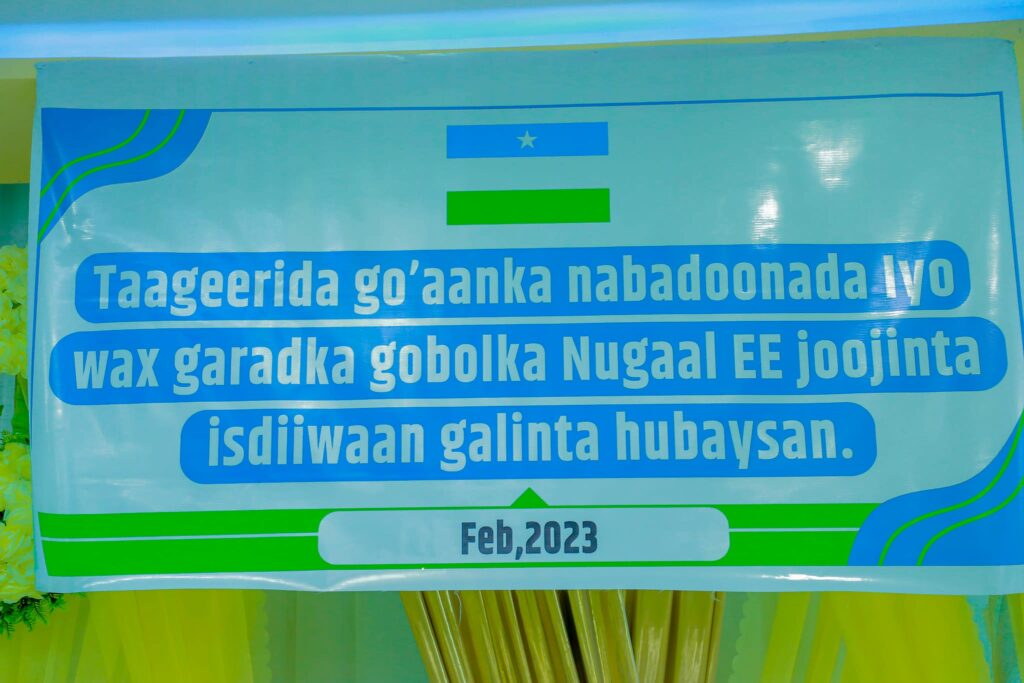 Taageerida go’aanka nabadoonada Iyo
wax garadka gobolka Nugaal EE joojinta
isdiiwaan galinta hubaysan.
Feb,2023